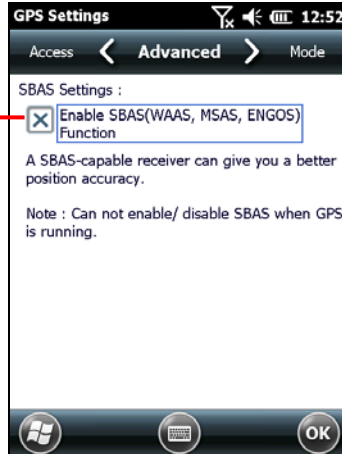 GPS Settings 12:52
Access Advanced Mode
SBAS Settings :
Enable SBAS(WAAS, MSAS, ENGOS)
Function
A SBAS-capable receiver can give you a better
position accuracy.
Note : Can not enable/ disable SBAS when GPS
is running.
OK